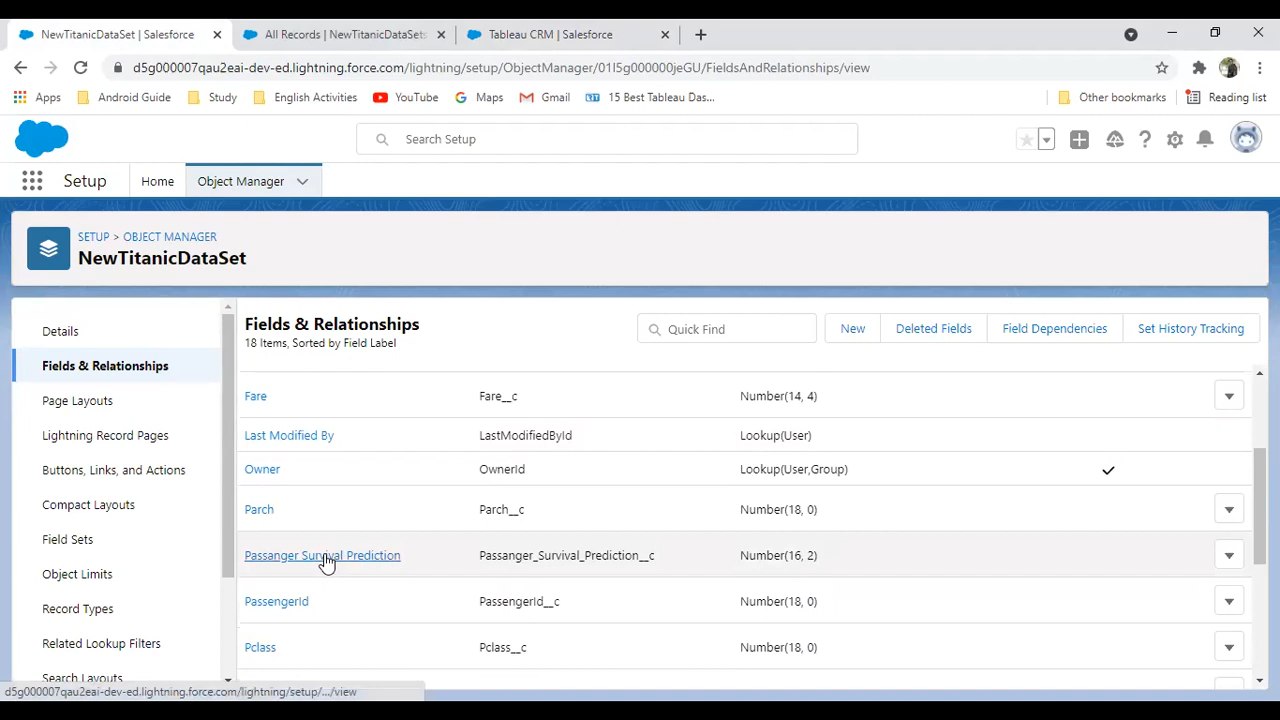 NewTitanicDataSet | Salesforce
All Records | NewTitanicDataSets
Tableau CRM | Salesforce
d5g000007qau2eai-dev-ed.lightning.force.com/lightning/setup/ObjectManager/01I5g000000jeGU/FieldsAndRelationships/view
Apps
Android Guide
Study
English Activities
YouTube
Maps
Gmail
15 Best Tableau Das...
Other bookmarks
Reading list
Search Setup
Setup
Home
Object Manager
SETUP > OBJECT MANAGER
NewTitanicDataSet
Details
Fields & Relationships
Page Layouts
Lightning Record Pages
Buttons, Links, and Actions
Compact Layouts
Field Sets
Object Limits
Record Types
Related Lookup Filters
Search Layouts
Fields & Relationships
18 Items, Sorted by Field Label
Quick Find
New
Deleted Fields
Field Dependencies
Set History Tracking
Fare Fare__c Number(14, 4)
Last Modified By LastModifiedById Lookup(User)
Owner OwnerId Lookup(User,Group)
Parch Parch__c Number(18, 0)
Passanger Survival Prediction Passanger_Survival_Prediction__c Number(16, 2)
PassengerId PassengerId__c Number(18, 0)
Pclass Pclass__c Number(18, 0)
d5g000007qau2eai-dev-ed.lightning.force.com/lightning/setup/.../view